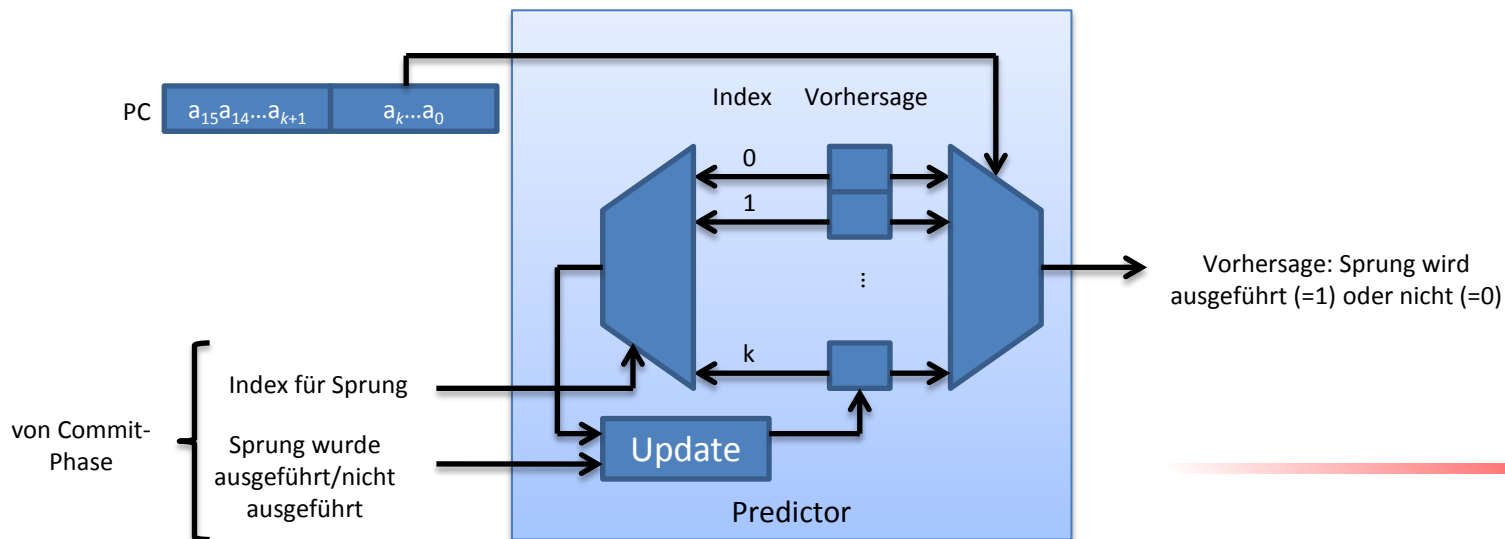 PC
a15a14...ak+1
ak...a0
Index
Vorhersage
0
1
...
k
Vorhersage: Sprung wird
ausgeführt (=1) oder nicht (=0)
von Commit-
Phase
Index für Sprung
Sprung wurde
ausgeführt/nicht
ausgeführt
Update
Predictor